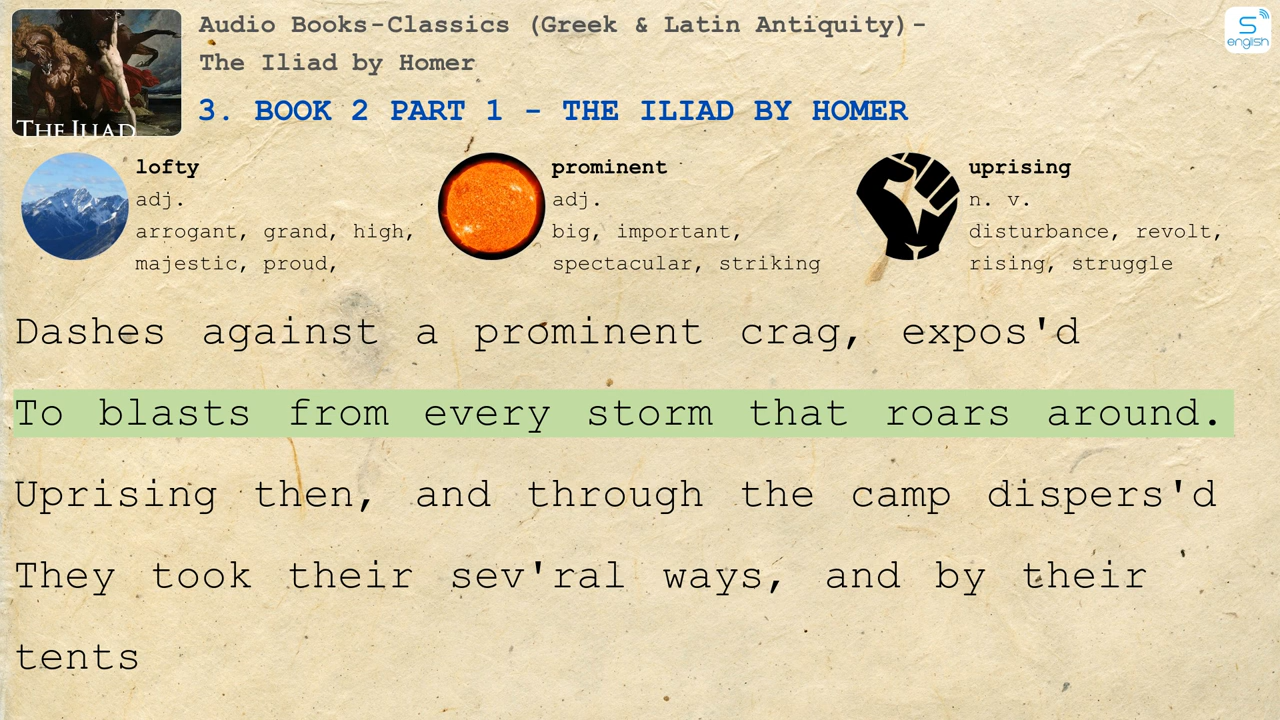 Audio Books-Classics (Greek & Latin Antiquity)-
The Iliad by Homer
3. BOOK 2 PART 1 - THE ILIAD BY HOMER
THE ILIAD
S
english
lofty
adj.
arrogant, grand, high,
majestic, proud,
prominent
adj.
big, important,
spectacular, striking
uprising
n. v.
disturbance, revolt,
rising, struggle
Dashes against a prominent crag, expos'd
To blasts from every storm that roars around.
Uprising then, and through the camp dispers'd
They took their sev'ral ways, and by their
tents